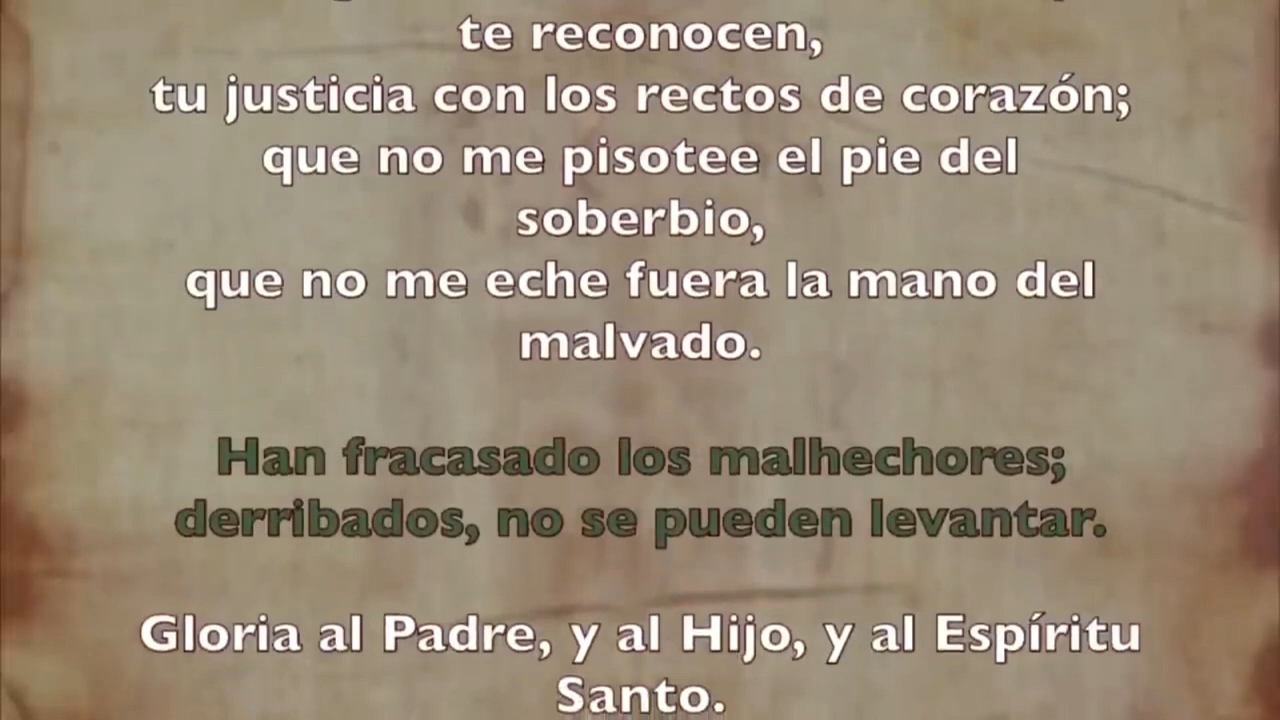 te reconocen,
tu justicia con los rectos de corazón;
que no me pisotee el pie del
soberbio,
que no me eche fuera la mano del
malvado.
Han fracasado los malhechores;
derribados, no se pueden levantar.
Gloria al Padre, y al Hijo, y al Espíritu
Santo.